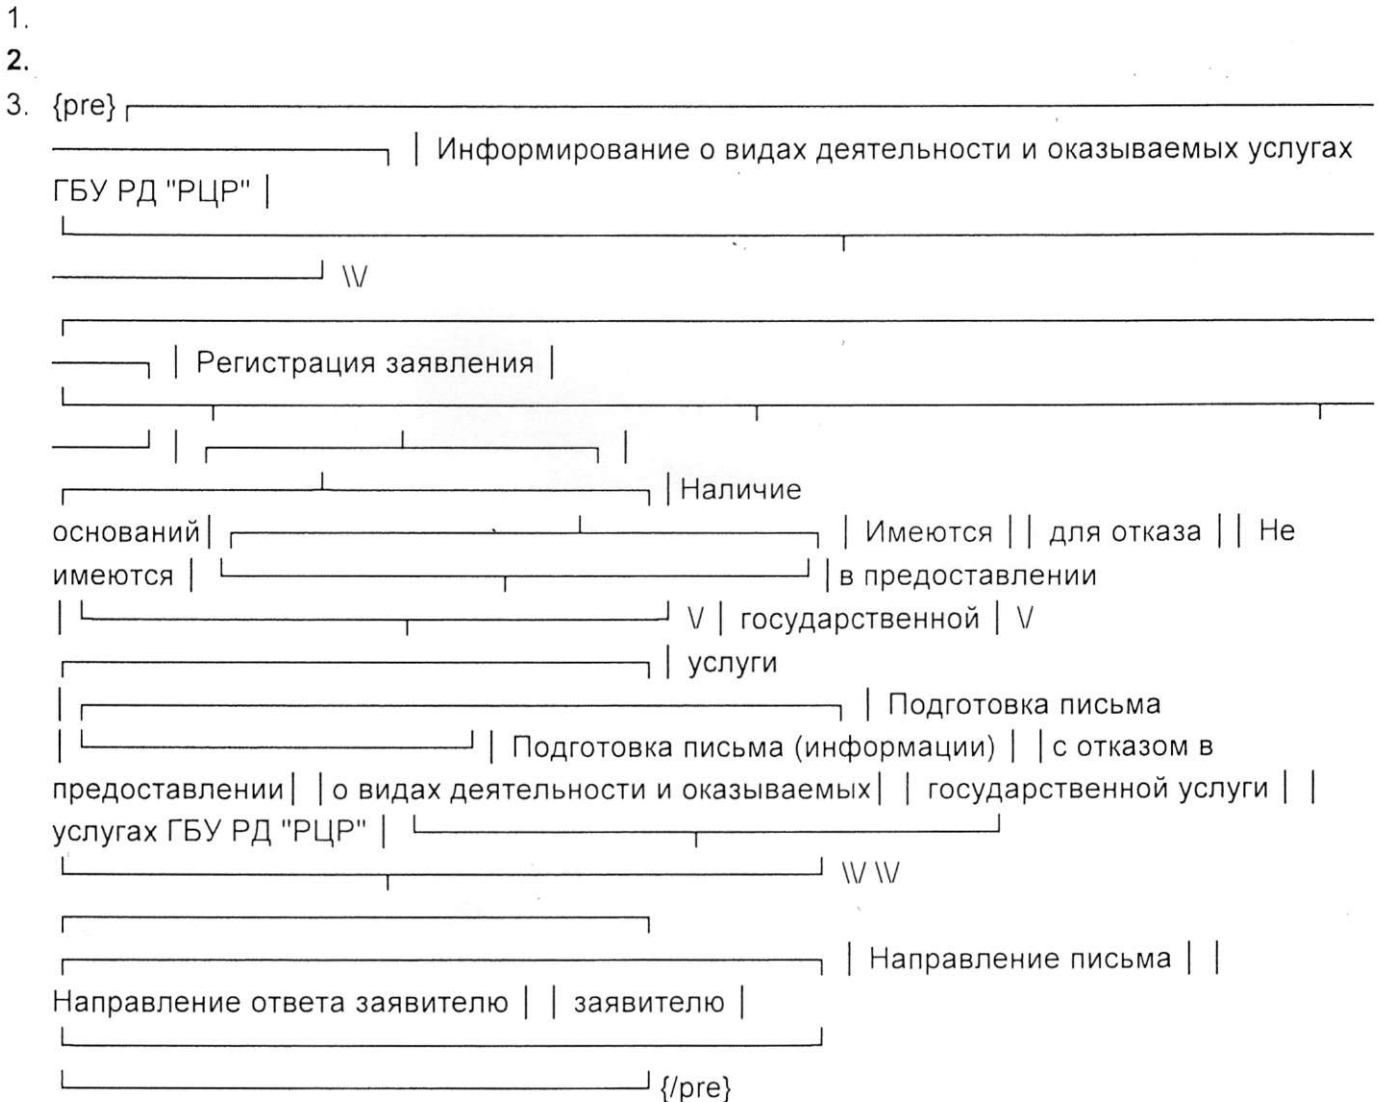 1.
2.
3. {pre}┌──────────────────────────────
──────────┐ │ Информирование о видах деятельности и оказываемых услугах
ГБУ РД "РЦР" │
└──────────────────┬────────────
────────┘ \\/
┌──────────────────────────────
───┐ │ Регистрация заявления │
└───┬────────────┬────────────┬─
───┘ │ ┌────┴────┐ │
┌──────┴───────┐ │Наличие
оснований│ ┌────────┴─────┐ │ Имеются ││ для отказа ││ Не
имеются │ └──────┬───────┘ │в предоставлении
│ └───────┬──────┘ \/ │ государственной │ \/
┌──────────────┐ │ услуги
│ ┌──────────────────┐ │ Подготовка письма
│ └─────────┘ │ Подготовка письма (информации) │ │с отказом в
предоставлении│ │о видах деятельности и оказываемых│ │ государственной услуги │ │
услугах ГБУ РД "РЦР" │ └──────┬───────┘
└───────┬──────────┘ \\/ \\/
┌──────────────┐
┌──────────────────┐ │ Направление письма │ │
Направление ответа заявителю │ │ заявителю │
└──────────────────┘
└──────────────┘ {/pre}